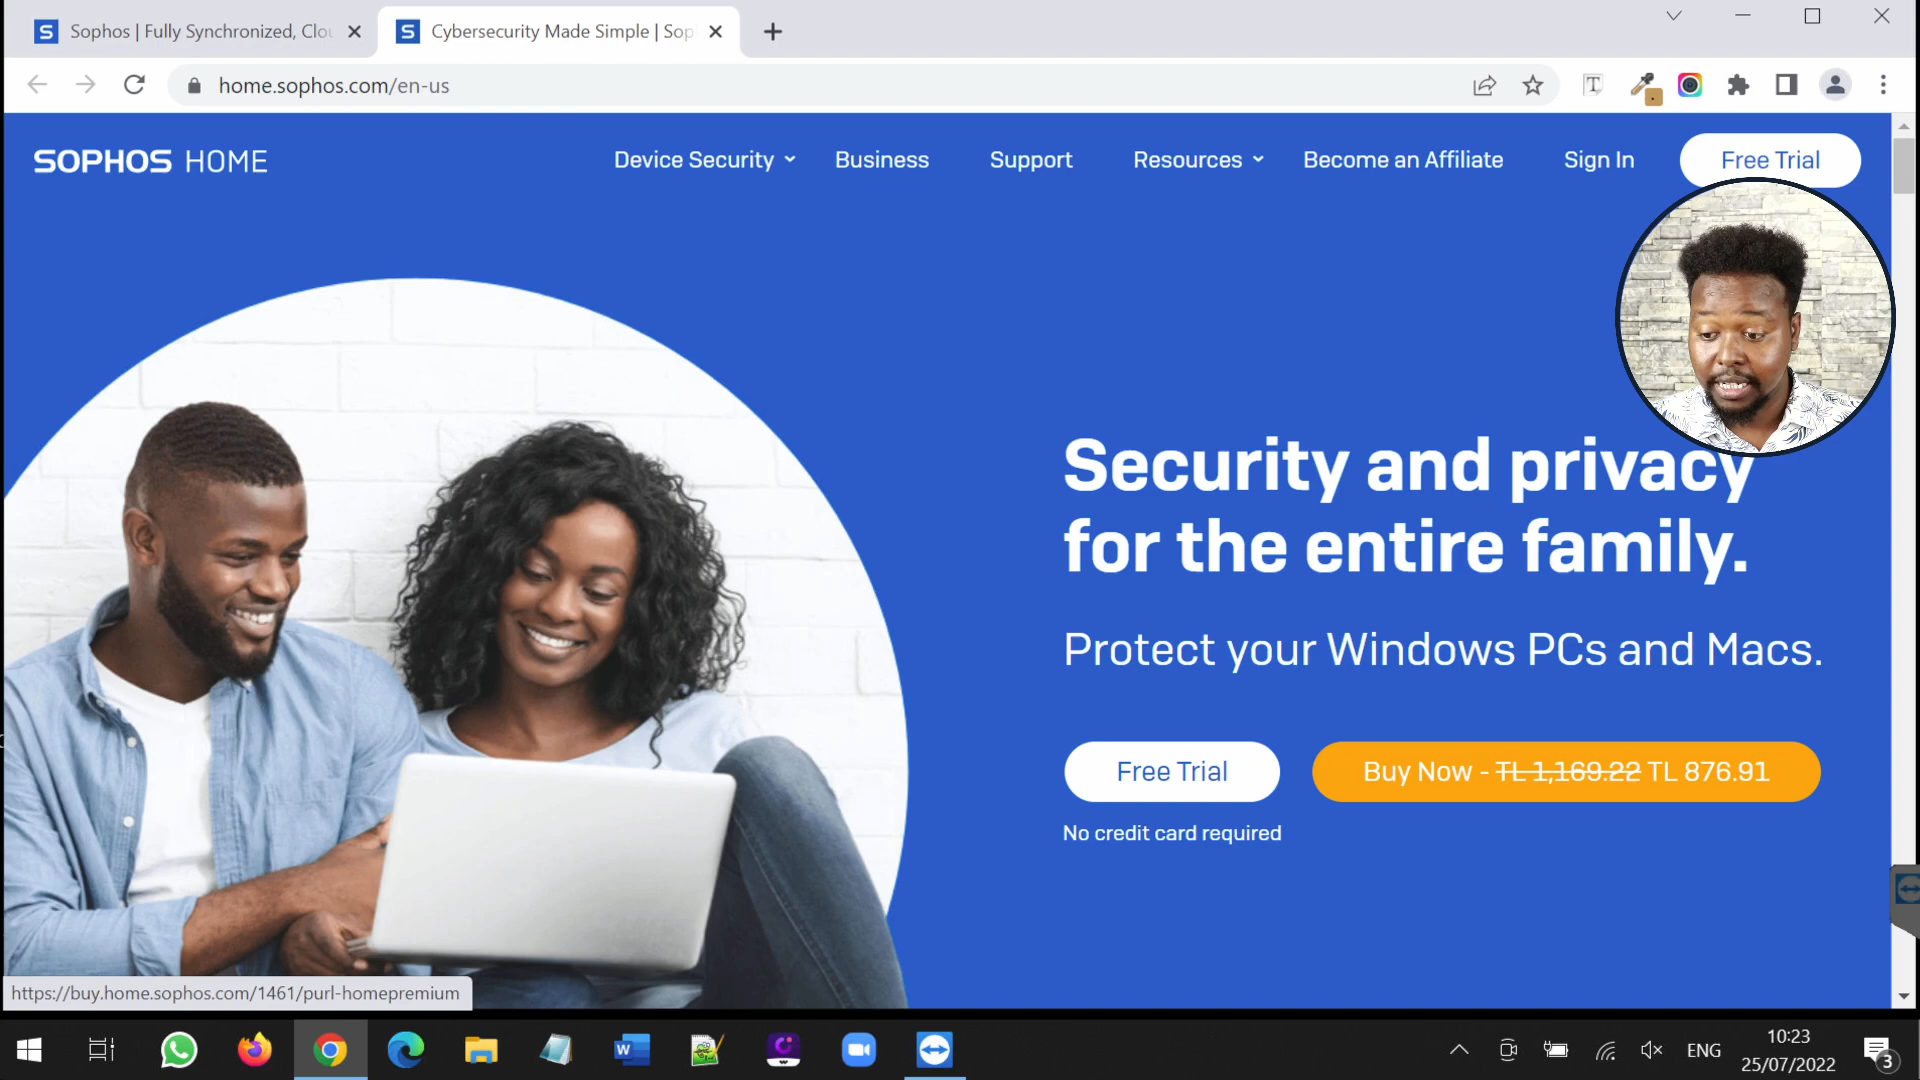 Sophos | Fully Synchronized, Clo
Cybersecurity Made Simple | Sop
home.sophos.com/en-us
SOPHOS HOME
Device Security
Business
Support
Resources
Become an Affiliate
Sign In
Free Trial
Security and privacy
for the entire family.
Protect your Windows PCs and Macs.
Free Trial
Buy Now - TL 1,169.22 TL 876.91
No credit card required
https://buy.home.sophos.com/1461/purl-homepremium
ENG
10:23
25/07/2022
3